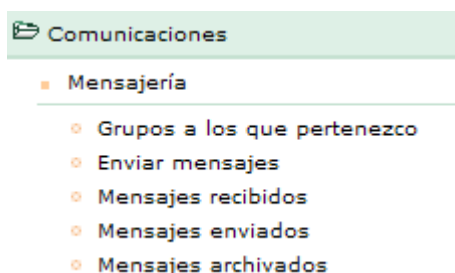 Comunicaciones
Mensajería
Grupos a los que pertenezco
Enviar mensajes
Mensajes recibidos
Mensajes enviados
Mensajes archivados